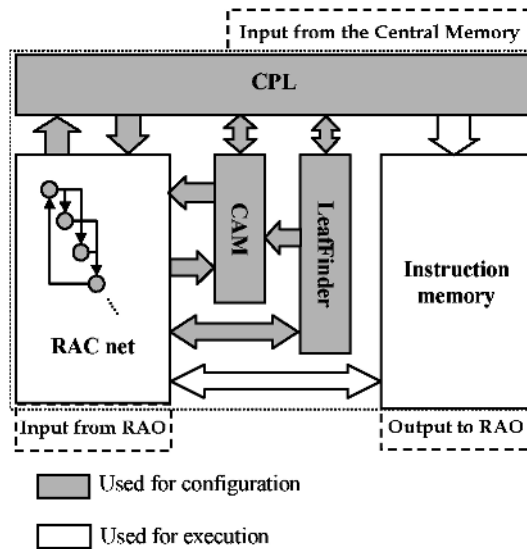 Input from the Central Memory
CPL
CAM
LeafFinder
Instruction
memory
RAC net
Input from RAO
Output to RAO
Used for configuration
Used for execution